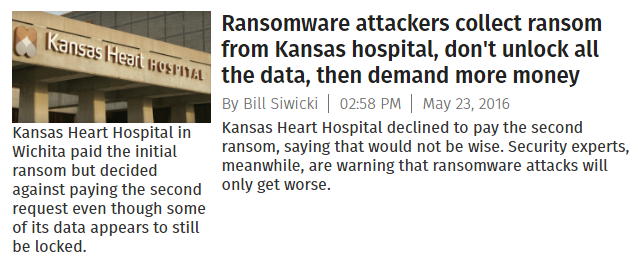 Kansas Heart HOSPITAL
Kansas Heart Hospital in
Wichita paid the initial
ransom but decided
against paying the second
request even though some
of its data appears to still
be locked.
Ransomware attackers collect ransom
from Kansas hospital, don't unlock all
the data, then demand more money
By Bill Siwicki | 02:58 PM | May 23, 2016
Kansas Heart Hospital declined to pay the second
ransom, saying that would not be wise. Security experts,
meanwhile, are warning that ransomware attacks will
only get worse.